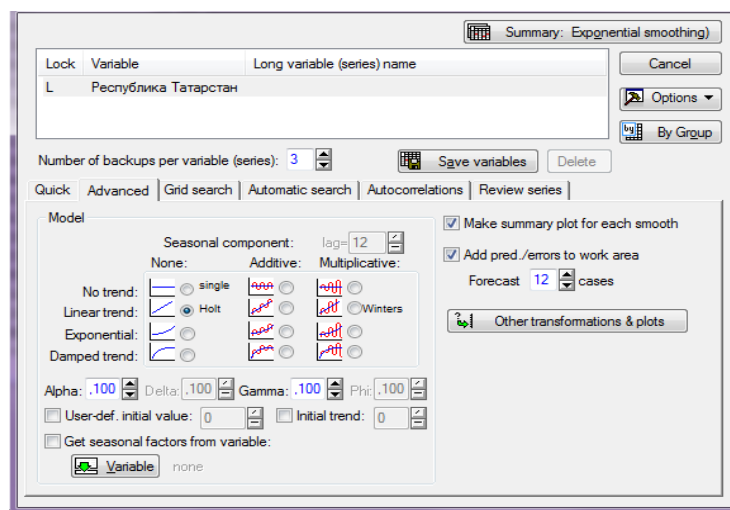 Summary: Exponential smoothing)
Lock Variable Long variable (series) name
L Республика Татарстан
Cancel
Options
By Group
Number of backups per variable (series): 3
Save variables
Delete
Quick Advanced Grid search Automatic search Autocorrelations Review series
Model
Seasonal component: lag= 12
None: Additive: Multiplicative:
No trend: single
Linear trend: Holt Winters
Exponential:
Damped trend:
Alpha: .100 Delta: .100 Gamma: .100 Phi: .100
User-def. initial value: 0 Initial trend: 0
Get seasonal factors from variable:
Variable none
Make summary plot for each smooth
Add pred./errors to work area
Forecast 12 cases
Other transformations & plots